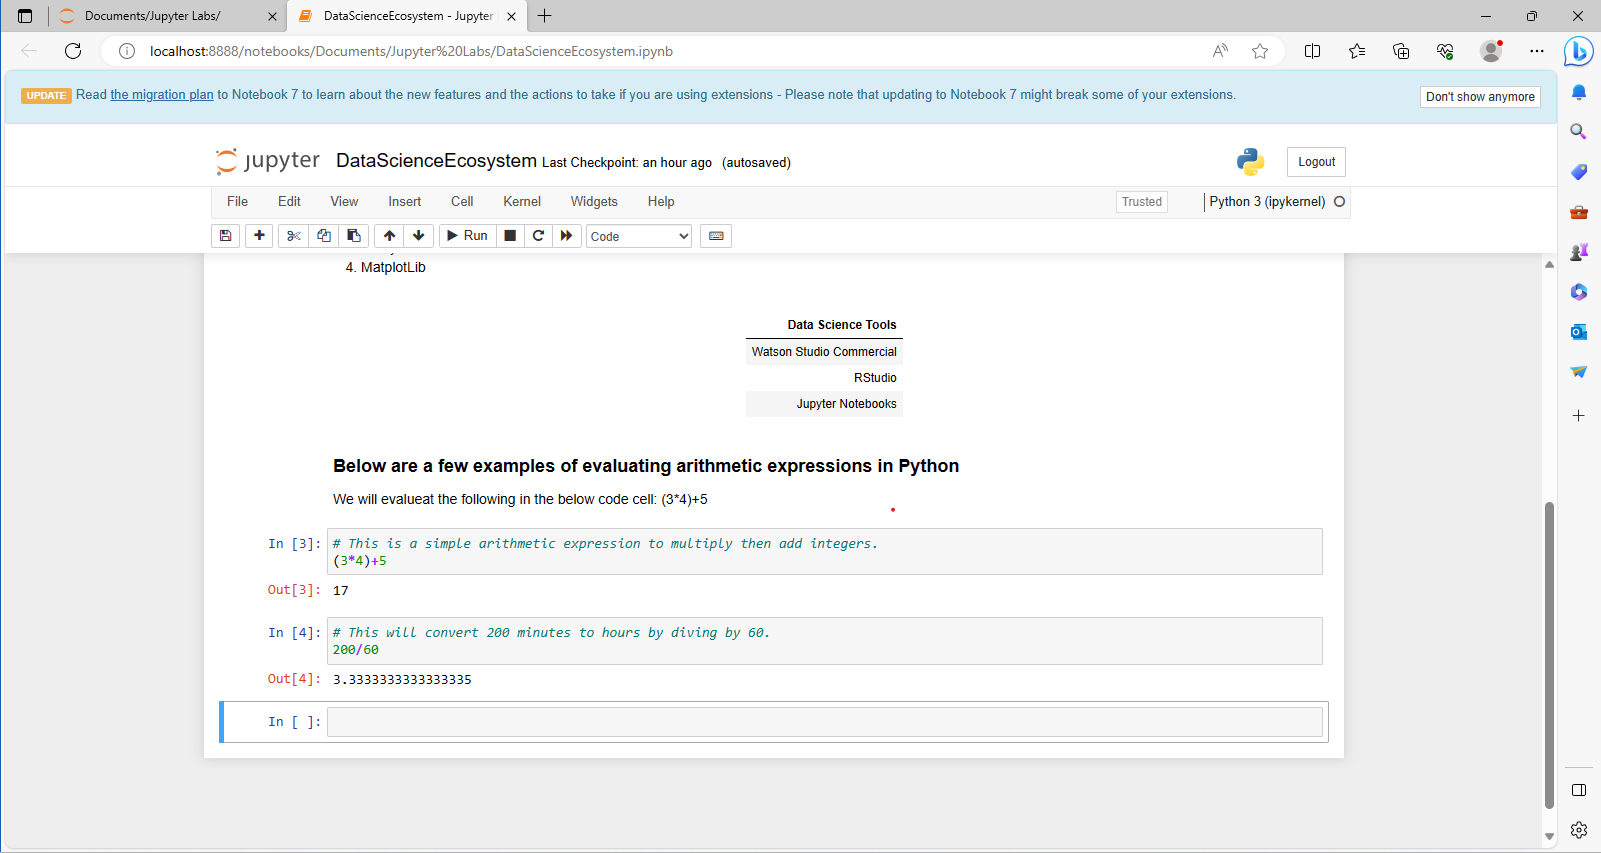 Documents/Jupyter Labs/
DataScienceEcosystem - Jupyter
localhost:8888/notebooks/Documents/Jupyter%20Labs/DataScienceEcosystem.ipynb
UPDATE Read the migration plan to Notebook 7 to learn about the new features and the actions to take if you are using extensions - Please note that updating to Notebook 7 might break some of your extensions.
Don't show anymore
jupyter DataScienceEcosystem Last Checkpoint: an hour ago (autosaved)
Logout
File Edit View Insert Cell Kernel Widgets Help
Trusted
Python 3 (ipykernel)
Run
Code
4. MatplotLib
Data Science Tools
Watson Studio Commercial
RStudio
Jupyter Notebooks
Below are a few examples of evaluating arithmetic expressions in Python
We will evalueat the following in the below code cell: (3*4)+5
In [3]: # This is a simple arithmetic expression to multiply then add integers.
(3*4)+5
Out[3]: 17
In [4]: # This will convert 200 minutes to hours by diving by 60.
200/60
Out[4]: 3.3333333333333335
In [ ]: